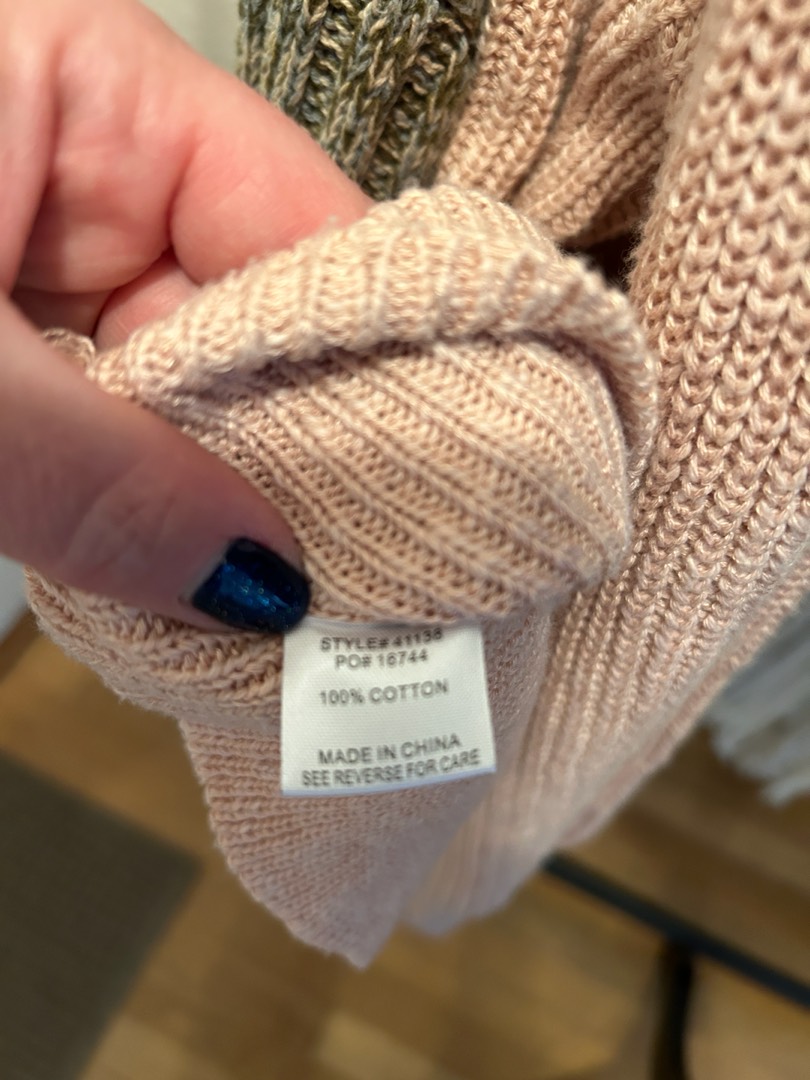 STYLE# 41138
PO# 16744
100% COTTON
MADE IN CHINA
SEE REVERSE FOR CARE